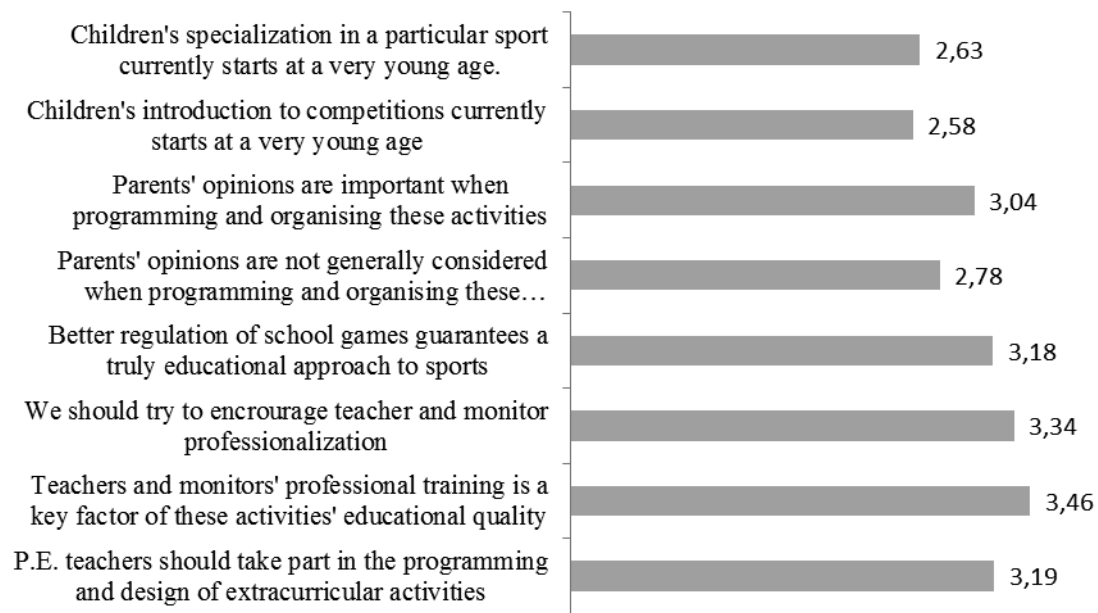 Children's specialization in a particular sport
currently starts at a very young age.
2,63
Children's introduction to competitions currently
starts at a very young age
2,58
Parents' opinions are important when
programming and organising these activities
3,04
Parents' opinions are not generally considered
when programming and organising these…
2,78
Better regulation of school games guarantees a
truly educational approach to sports
3,18
We should try to encrourage teacher and monitor
professionalization
3,34
Teachers and monitors' professional training is a
key factor of these activities' educational quality
3,46
P.E. teachers should take part in the programming
and design of extracurricular activities
3,19